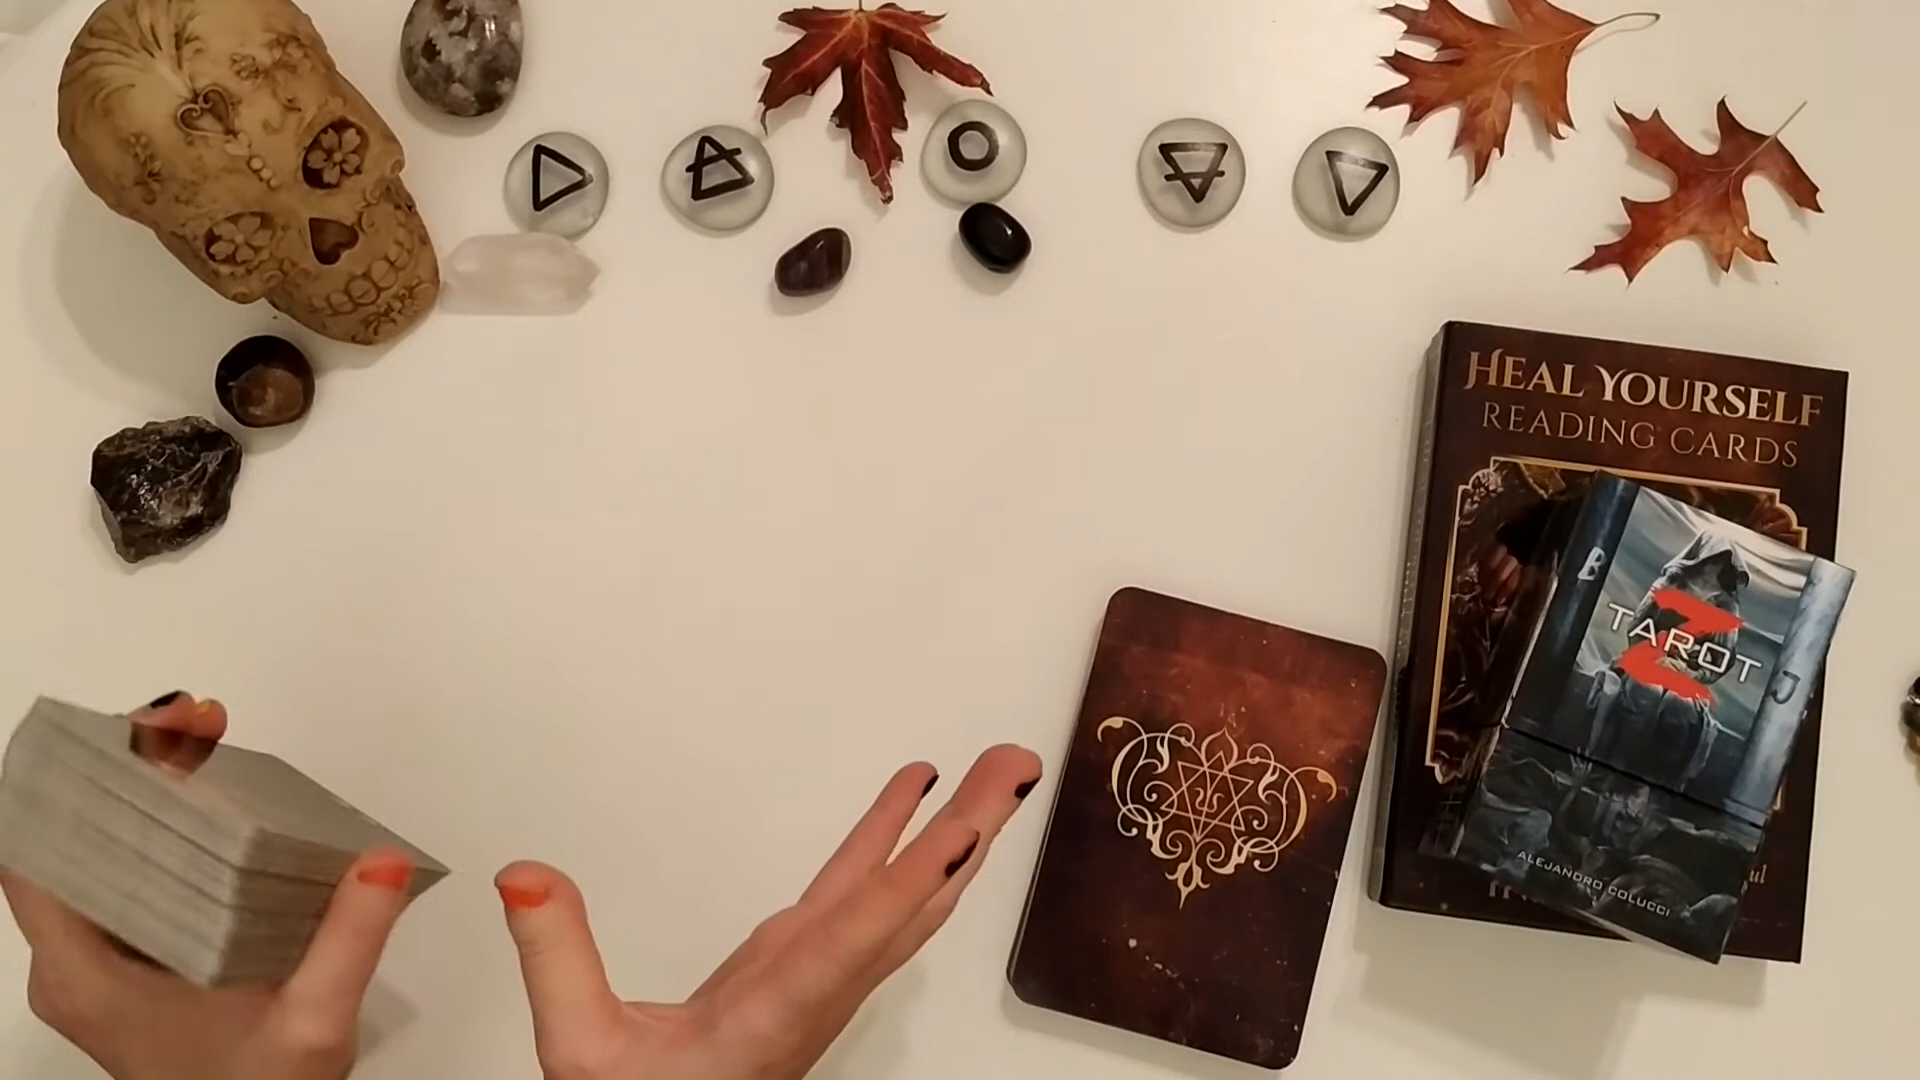 HEAL YOURSELF
READING CARDS
B
Z
TAROT
J
ALEJANDRO COLUCCI